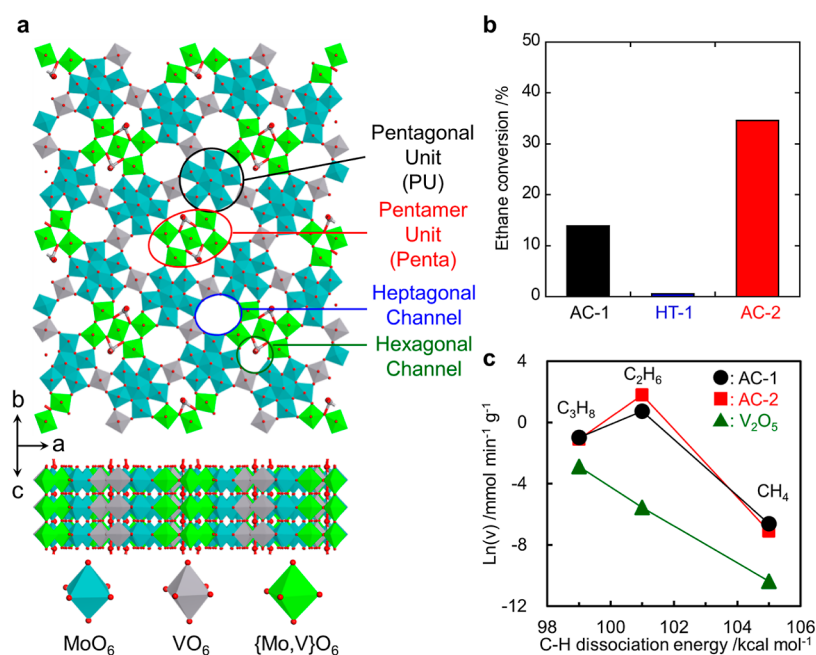 a
Pentagonal
Unit
(PU)
Pentamer
Unit
(Penta)
Heptagonal
Channel
Hexagonal
Channel
b
a
c
MoO6
VO6
{Mo,V}O6
b
Ethane conversion /%
50
40
30
20
10
0
AC-1
HT-1
AC-2
c
Ln(v) /mmol min-1 g-1
4
0
-4
-8
-12
C3H8
C2H6
CH4
: AC-1
: AC-2
: V2O5
98 100 102 104 106
C-H dissociation energy /kcal mol-1